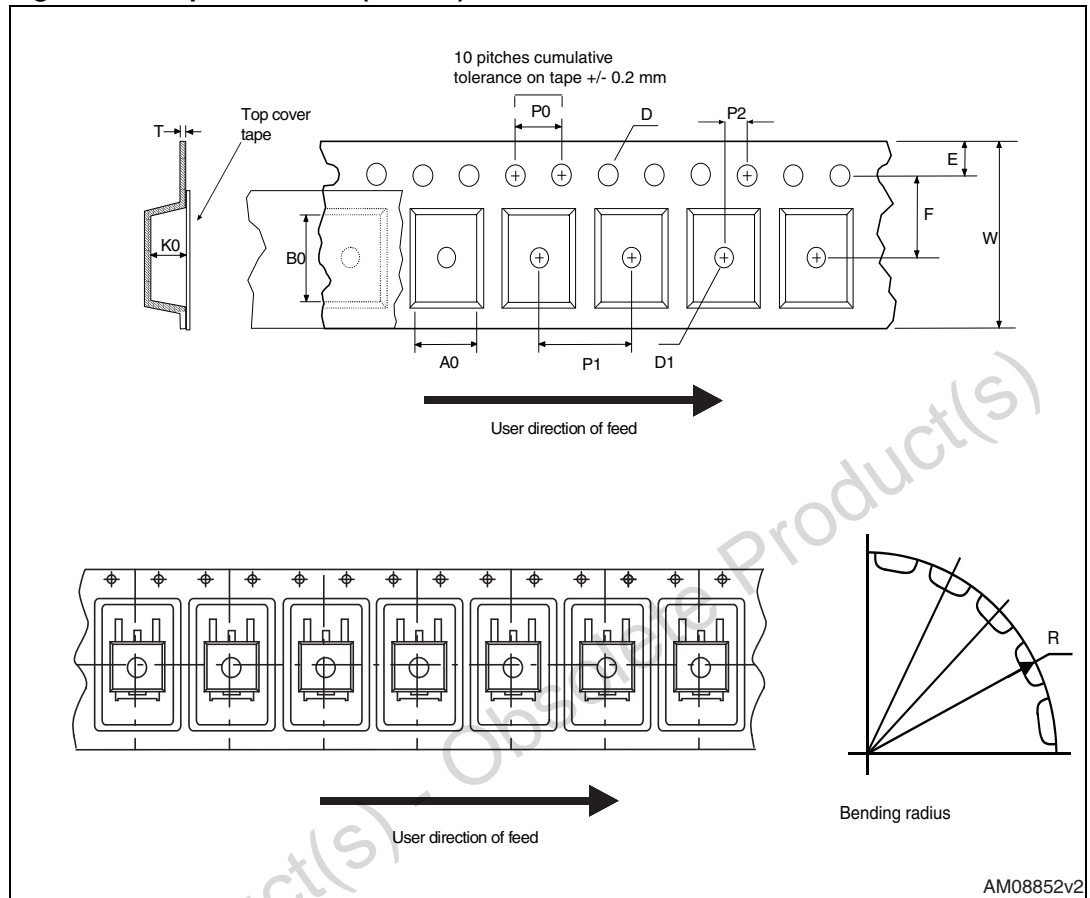 10 pitches cumulative
tolerance on tape +/- 0.2 mm
Top cover
tape
T
P0
D
P2
E
F
W
K0
B0
A0
P1
D1
User direction of feed
R
Bending radius
User direction of feed
AM08852v2
uct(s) - Obsolete Product(s)